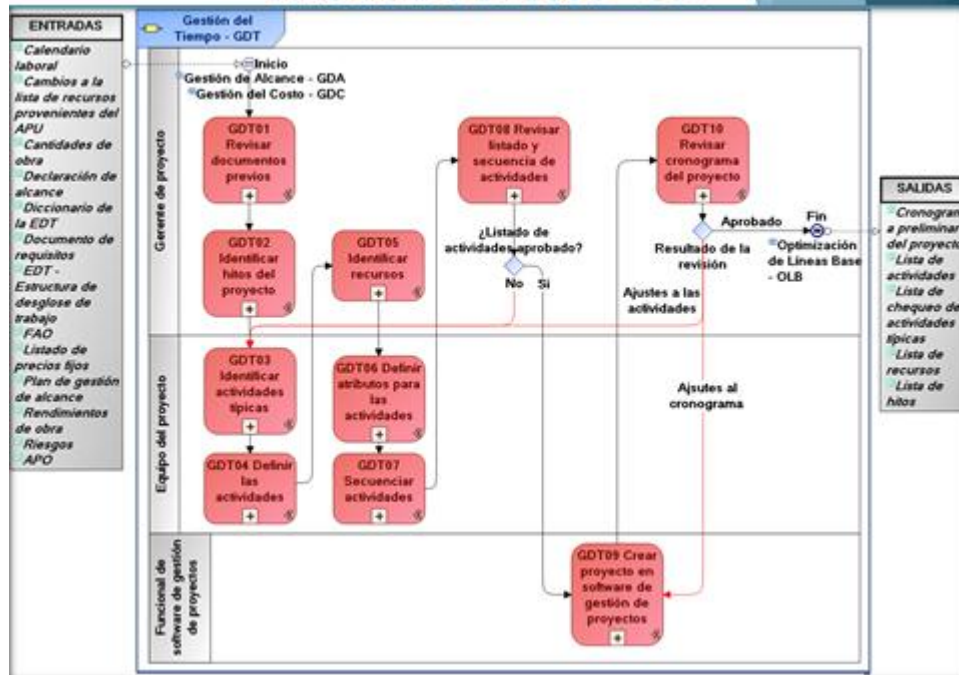 ENTRADAS
Calendario
laboral
Cambios a la
lista de recursos
provenientes del
APU
Cantidades de
obra
Declaración de
alcance
Diccionario de
la EDT
Documento de
requisitos
EDT -
Estructura de
desglose de
trabajo
FAO
Listado de
precios fijos
Plan de gestión
de alcance
Rendimientos
de obra
Riesgos
APO
Gestión del
Tiempo - GDT
Gerente de proyecto
Inicio
Gestión de Alcance - GDA
Gestión del Costo - GDC
GDT01
Revisar
documentos
previos
GDT02
Identificar
hitos del
proyecto
GDT05
Identificar
recursos
GDT08 Revisar
listado y
secuencia de
actividades
¿Listado de
actividades aprobado?
No
Si
GDT10
Revisar
cronograma
del proyecto
Aprobado
Fin
Resultado de la
revisión
Optimización
de Líneas Base
- OLB
Ajustes a las
actividades
Equipo del proyecto
GDT03
Identificar
actividades
típicas
GDT04 Definir
las
actividades
GDT06 Definir
atributos para
las
actividades
GDT07
Secuenciar
actividades
Ajsutes al
cronograma
Funcional de
software de gestión
de proyectos
GDT09 Crear
proyecto en
software de
gestión de
proyectos
SALIDAS
Cronogram
a preliminar
del proyecto
Lista de
actividades
Lista de
chequeo de
actividades
típicas
Lista de
recursos
Lista de
hitos